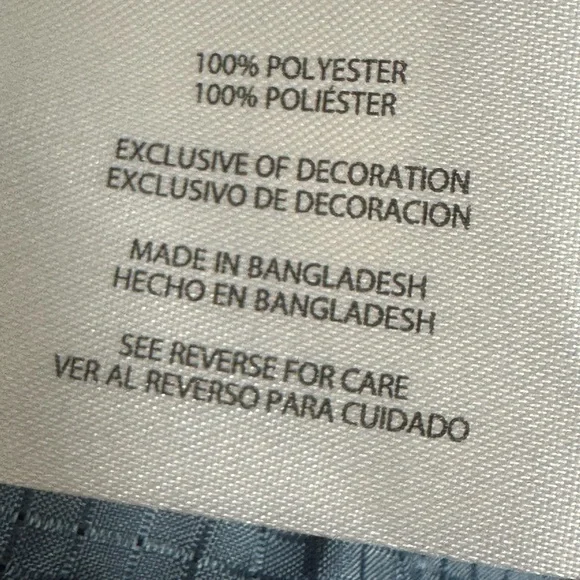 100% POLYESTER
100% POLIÉSTER
EXCLUSIVE OF DECORATION
EXCLUSIVO DE DECORACION
MADE IN BANGLADESH
HECHO EN BANGLADESH
SEE REVERSE FOR CARE
VER AL REVERSO PARA CUIDADO